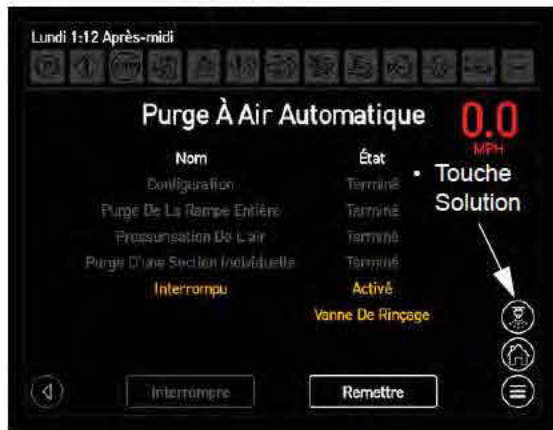 Lundi 1:12 Après-midi
Purge À Air Automatique
0.0
MPH
Nom État
Configuration Terminé
Purge De La Rampe Entière Terminé
Pressurisation De L'air Terminé
Purge D'une Section Individuelle Terminé
Interrompu Activé
Vanne De Rinçage
• Touche
Solution
Interrompre Remettre